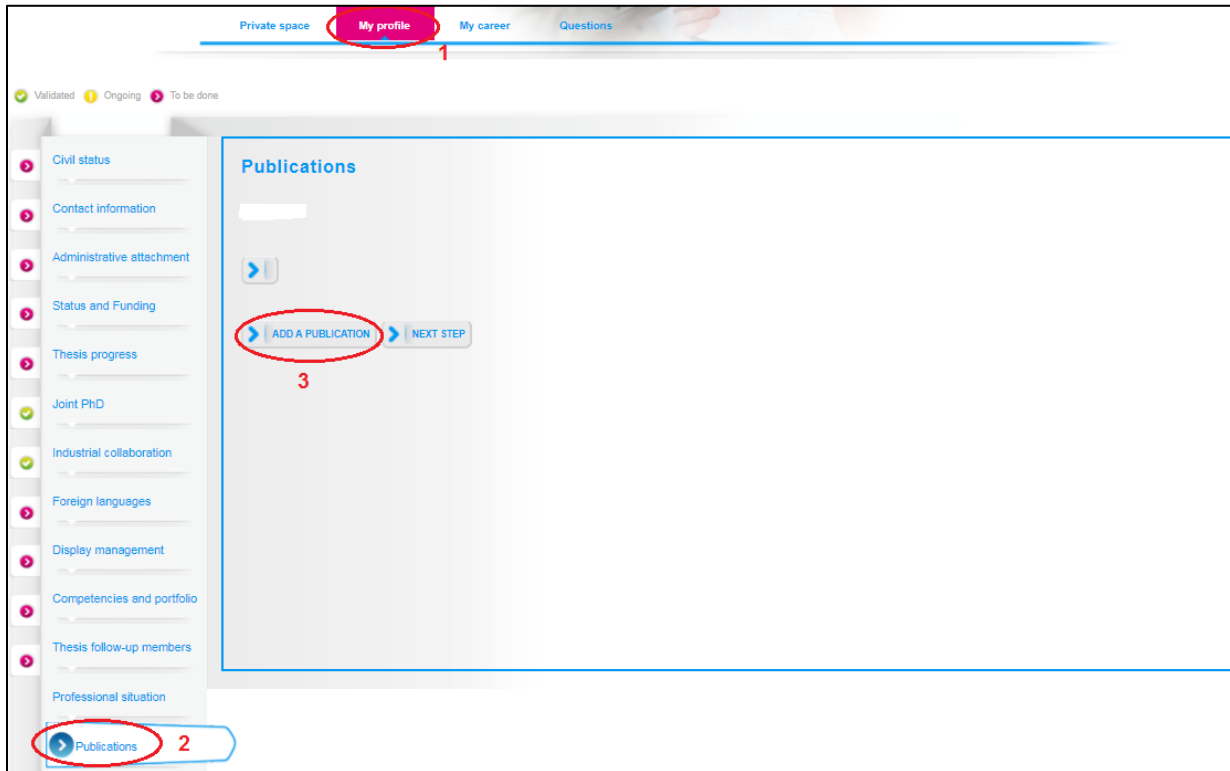 Private space My profile My career Questions
1
Validated Ongoing To be done
Civil status
Publications
Contact information
Administrative attachment
Status and Funding
ADD A PUBLICATION NEXT STEP
Thesis progress
3
Joint PhD
Industrial collaboration
Foreign languages
Display management
Competencies and portfolio
Thesis follow-up members
Professional situation
Publications 2